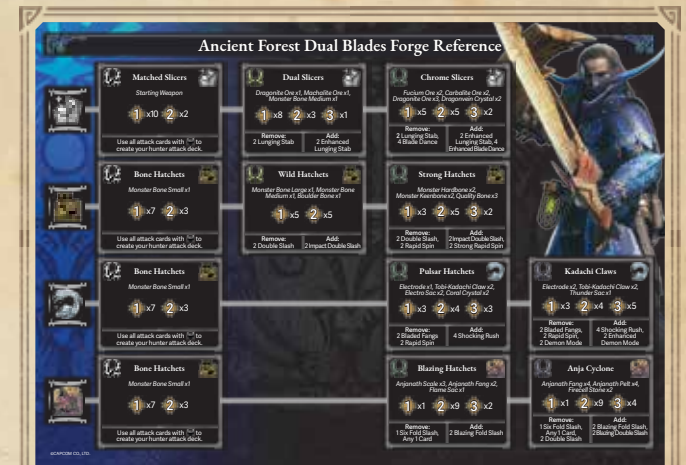 Ancient Forest Dual Blades Forge Reference
Matched Slicers
Starting Weapon
1 x10 2 x2
Use all attack cards with to
create your hunter attack deck.
Dual Slicers
Dragonite Ore x1, Machalite Ore x1,
Monster Bone Medium x1
1 x8 2 x3 3 x1
Remove:
2 Lunging Stab
Add:
2 Enhanced
Lunging Stab
Chrome Slicers
Fucium Ore x2, Carbalite Ore x2,
Dragonite Ore x3, Dragonvein Crystal x2
1 x5 2 x5 3 x2
Remove:
2 Lunging Stab,
4 Blade Dance
Add:
2 Enhanced
Lunging Stab, 4
Enhanced Blade Dance
Bone Hatchets
Monster Bone Small x1
1 x7 2 x3
Use all attack cards with to
create your hunter attack deck.
Wild Hatchets
Monster Bone Large x1, Monster Bone
Medium x1, Boulder Bone x1
1 x5 2 x5
Remove:
2 Double Slash
Add:
2 Impact Double Slash
Strong Hatchets
Monster Hardbone x2,
Monster Keenbone x2, Quality Bone x3
1 x3 2 x5 3 x2
Remove:
2 Double Slash,
2 Rapid Spin
Add:
2 Impact Double Slash,
2 Strong Rapid Spin
Bone Hatchets
Monster Bone Small x1
1 x7 2 x3
Use all attack cards with to
create your hunter attack deck.
Pulsar Hatchets
Electrode x1, Tobi-Kadachi Claw x2,
Electro Sac x2, Coral Crystal x2
1 x3 2 x4 3 x3
Remove:
2 Bladed Fangs
2 Rapid Spin
Add:
4 Shocking Rush
Kadachi Claws
Electrode x2, Tobi-Kadachi Claw x2,
Thunder Sac x1
1 x3 2 x4 3 x5
Remove:
2 Bladed Fangs,
2 Rapid Spin,
2 Demon Mode
Add:
4 Shocking Rush,
2 Enhanced
Demon Mode
Bone Hatchets
Monster Bone Small x1
1 x7 2 x3
Use all attack cards with to
create your hunter attack deck.
Blazing Hatchets
Anjanath Scale x3, Anjanath Fang x2,
Flame Sac x1
1 x1 2 x9 3 x2
Remove:
1 Six Fold Slash,
Any 1 Card
Add:
2 Blazing Fold Slash
Anja Cyclone
Anjanath Fang x4, Anjanath Pelt x4,
Firecell Stone x2
1 x1 2 x9 3 x4
Remove:
1 Six Fold Slash,
Any 1 Card,
2 Double Slash
Add:
2 Blazing Fold Slash,
2 Blazing Double Slash
©CAPCOM CO., LTD.